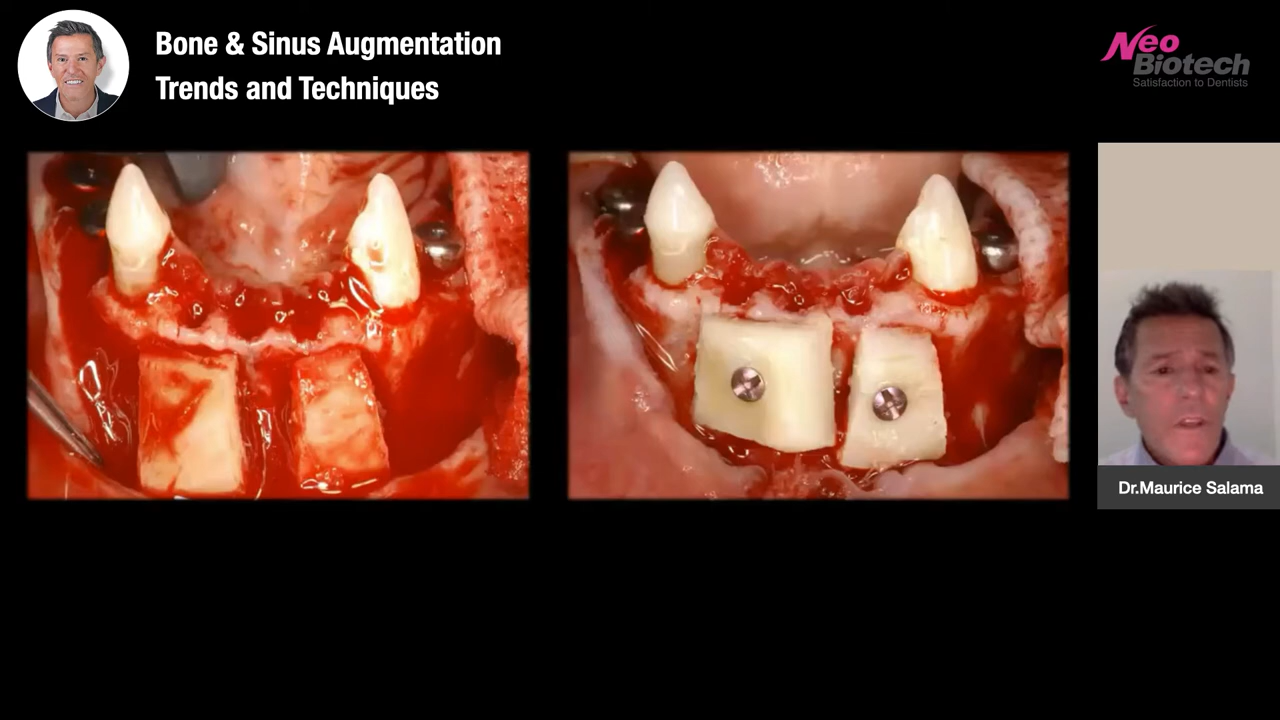 Bone & Sinus Augmentation
Trends and Techniques
Neo
Biotech
Satisfaction to Dentists
Dr.Maurice Salama